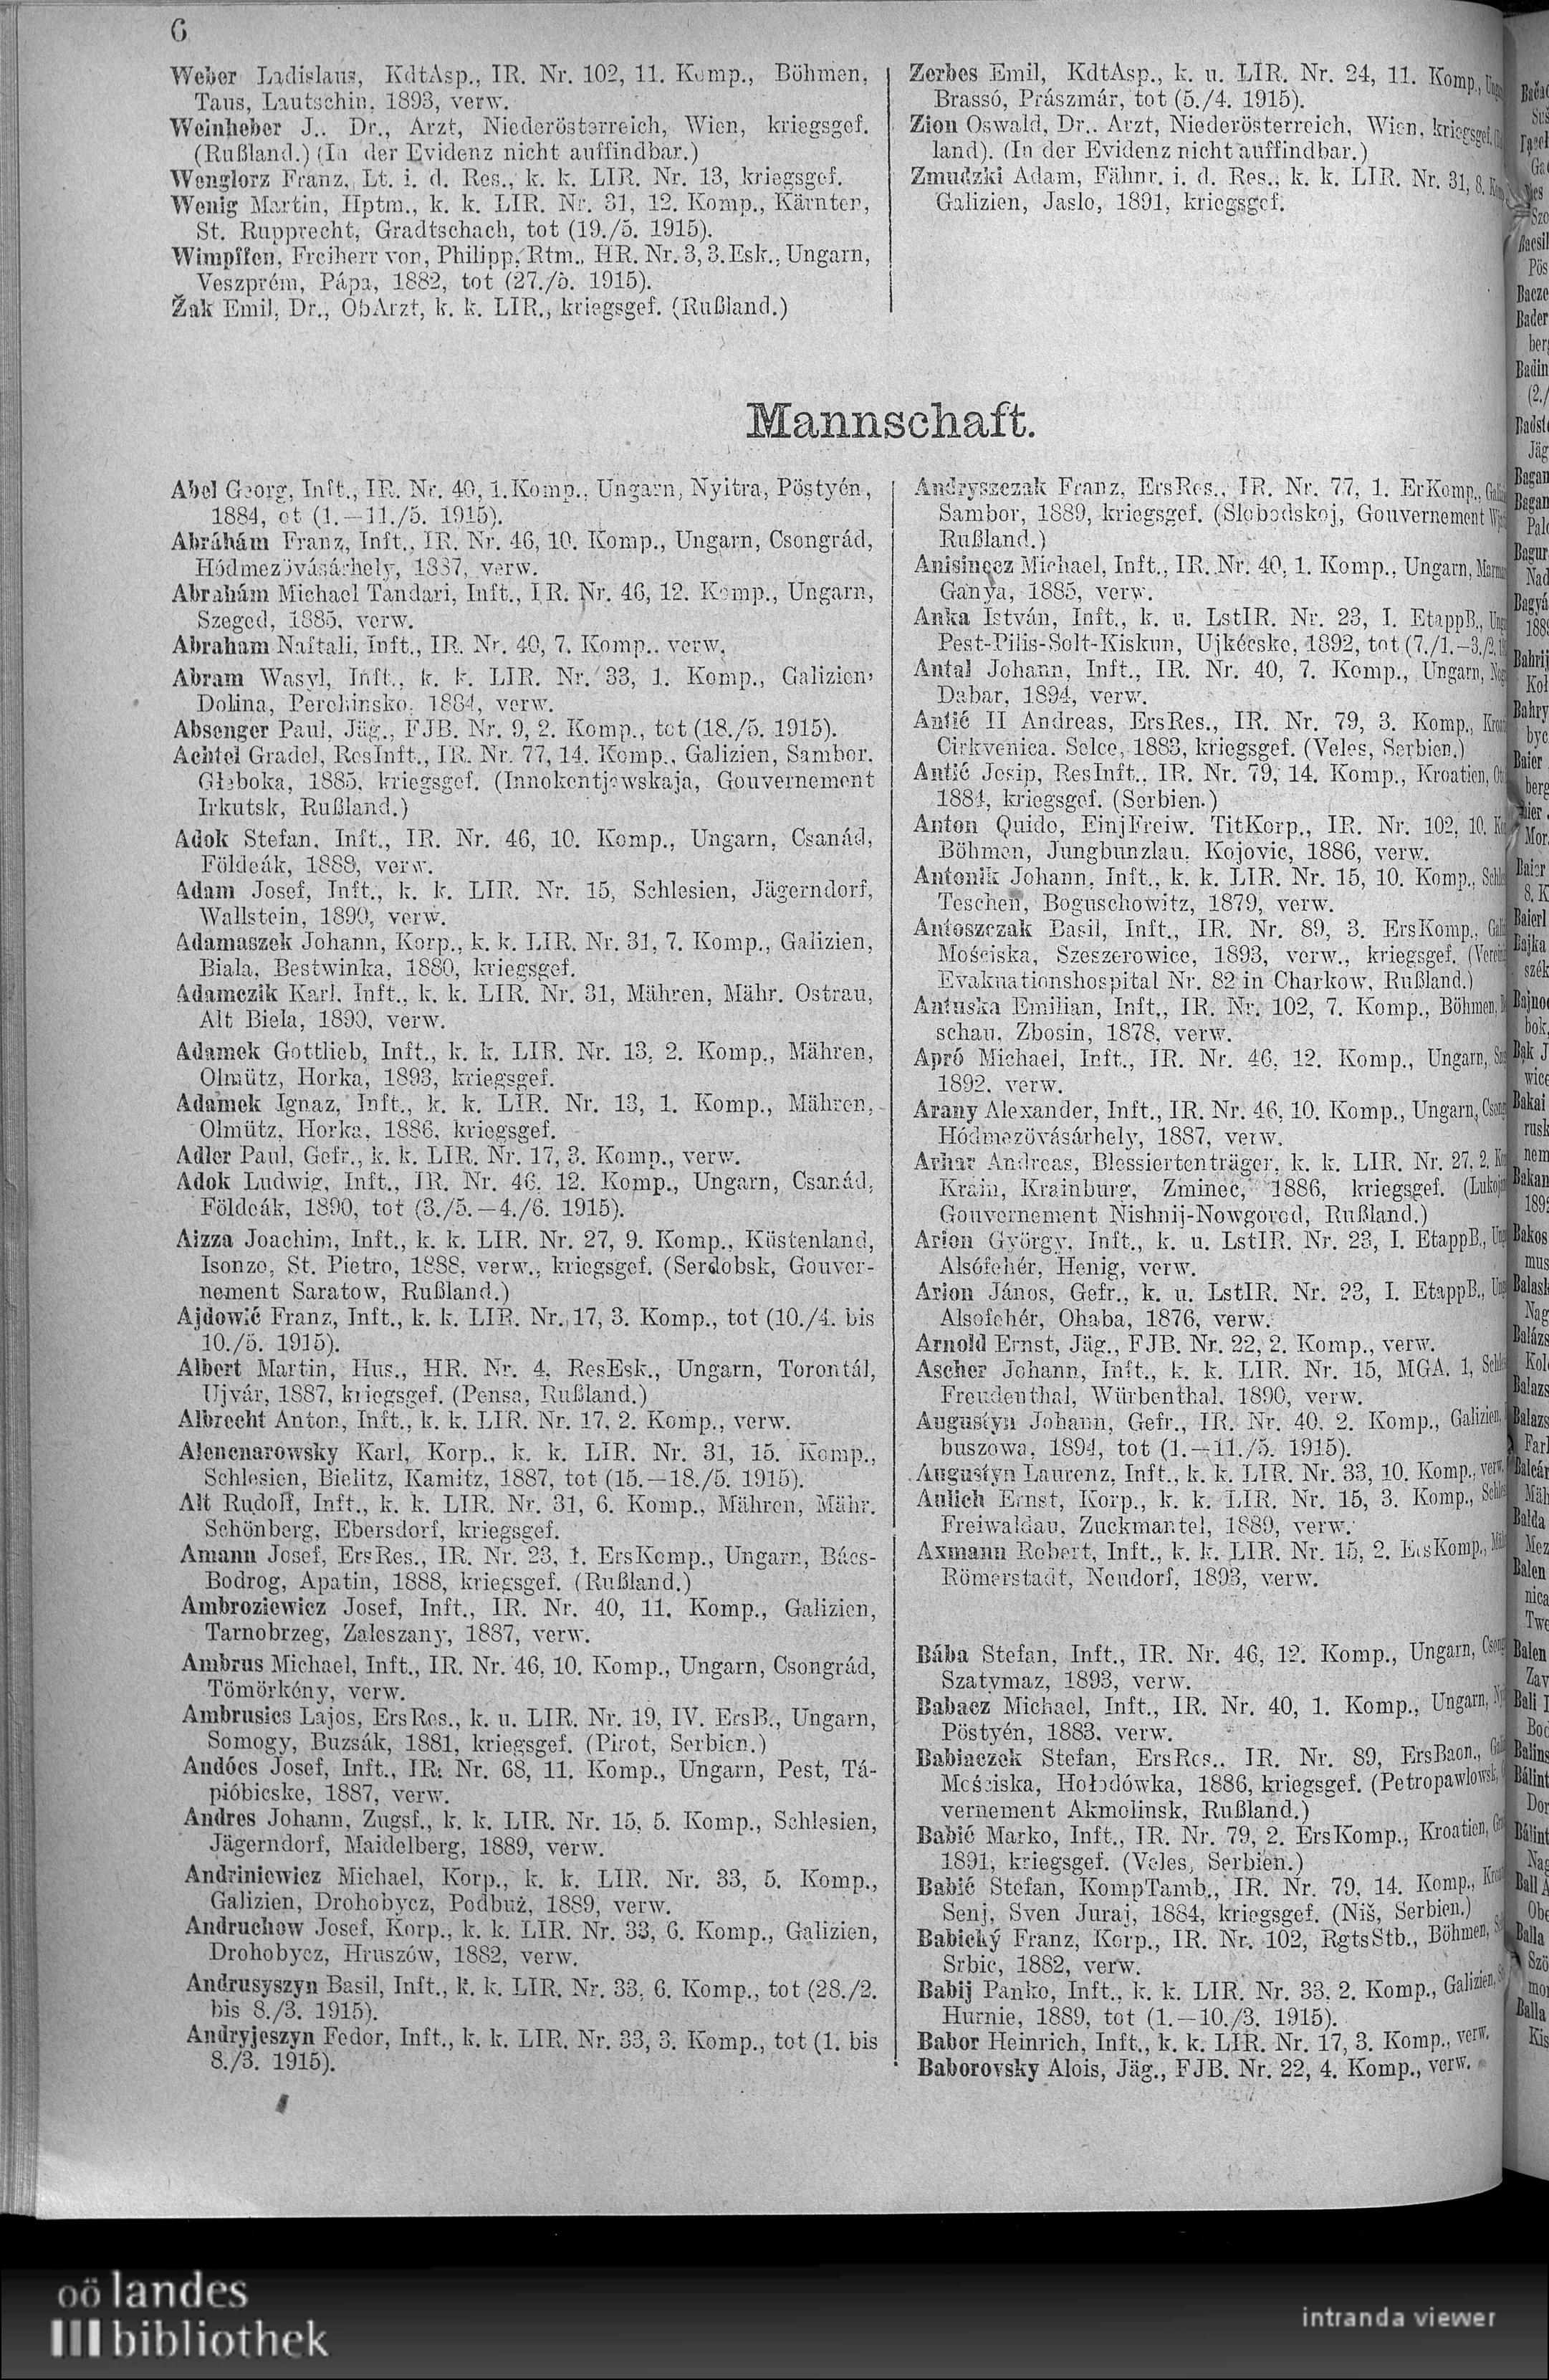 6
Weber Ladislaus, KdtAsp., IR. Nr. 102, 11. Komp., Böhmen,
Taus, Lautschin, 1893, verw.
Weinheber J., Dr., Arzt, Niederösterreich, Wien, kriegsgef.
(Rußland.) (In der Evidenz nicht auffindbar.)
Wenglorz Franz, Lt. i. d. Res., k. k. LIR. Nr. 13, kriegsgef.
Wenig Martin, Hptm., k. k. LIR. Nr. 31, 12. Komp., Kärnten,
St. Rupprecht, Gradtschach, tot (19./5. 1915).
Wimpffen, Freiherr von, Philipp, Rtm., HR. Nr. 3, 3. Esk., Ungarn,
Veszprém, Pápa, 1882, tot (27./5. 1915).
Žak Emil, Dr., ObArzt, k. k. LIR., kriegsgef. (Rußland.)
Zerbes Emil, KdtAsp., k. u. LIR. Nr. 24, 11. Komp.,
Brassó, Prászmár, tot (5./4. 1915).
Zion Oswald, Dr., Arzt, Niederösterreich, Wien, kriegsgef.
land). (In der Evidenz nicht auffindbar.)
Zmudzki Adam, Fähnr. i. d. Res., k. k. LIR. Nr. 31, 8.
Galizien, Jaslo, 1891, kriegsgef.
Mannschaft.
Abel Georg, Inft., IR. Nr. 40, 1. Komp., Ungarn, Nyitra, Pöstyén,
1884, ot (1.—11./5. 1915).
Abráhám Franz, Inft., IR. Nr. 46, 10. Komp., Ungarn, Csongrád,
Hódmezövásárhely, 1887, verw.
Abrahám Michael Tandari, Inft., IR. Nr. 46, 12. Komp., Ungarn,
Szeged, 1885, verw.
Abraham Naftali, Inft., IR. Nr. 40, 7. Komp., verw.
Abram Wasyl, Inft., k. k. LIR. Nr. 33, 1. Komp., Galizien,
Dolina, Perehinsko, 1884, verw.
Absenger Paul, Jäg., FJB. Nr. 9, 2. Komp., tot (18./5. 1915).
Achtel Gradel, ResInft., IR. Nr. 77, 14. Komp., Galizien, Sambor,
Głeboka, 1885, kriegsgef. (Innokentjewskaja, Gouvernement
Irkutsk, Rußland.)
Adok Stefan, Inft., IR. Nr. 46, 10. Komp., Ungarn, Csanád,
Földeák, 1888, verw.
Adam Josef, Inft., k. k. LIR. Nr. 15, Schlesien, Jägerndorf,
Wallstein, 1890, verw.
Adamaszek Johann, Korp., k. k. LIR. Nr. 31, 7. Komp., Galizien,
Biala, Bestwinka, 1880, kriegsgef.
Adamczik Karl, Inft., k. k. LIR. Nr. 31, Mähren, Mähr. Ostrau,
Alt Biela, 1890, verw.
Adamek Gottlieb, Inft., k. k. LIR. Nr. 13, 2. Komp., Mähren,
Olmütz, Horka, 1893, kriegsgef.
Adamek Ignaz, Inft., k. k. LIR. Nr. 13, 1. Komp., Mähren,
Olmütz, Horka, 1886, kriegsgef.
Adler Paul, Gefr., k. k. LIR. Nr. 17, 3. Komp., verw.
Adok Ludwig, Inft., IR. Nr. 46, 12. Komp., Ungarn, Csanád,
Földeák, 1890, tot (3./5.—4./6. 1915).
Aizza Joachim, Inft., k. k. LIR. Nr. 27, 9. Komp., Küstenland,
Isonzo, St. Pietro, 1888, verw., kriegsgef. (Serdobsk, Gouver-
nement Saratow, Rußland.)
Ajdowić Franz, Inft., k. k. LIR. Nr. 17, 3. Komp., tot (10./4. bis
10./5. 1915).
Albert Martin, Hus., HR. Nr. 4, ResEsk., Ungarn, Torontál,
Ujvár, 1887, kriegsgef. (Pensa, Rußland.)
Albrecht Anton, Inft., k. k. LIR. Nr. 17, 2. Komp., verw.
Alenenarowsky Karl, Korp., k. k. LIR. Nr. 31, 15. Komp.,
Schlesien, Bielitz, Kamitz, 1887, tot (15.—18./5. 1915).
Alt Rudolf, Inft., k. k. LIR. Nr. 31, 6. Komp., Mähren, Mähr.
Schönberg, Ebersdorf, kriegsgef.
Amann Josef, ErsRes., IR. Nr. 23, 1. ErsKomp., Ungarn, Bács-
Bodrog, Apatin, 1888, kriegsgef. (Rußland.)
Ambroziewicz Josef, Inft., IR. Nr. 40, 11. Komp., Galizien,
Tarnobrzeg, Zaleszany, 1887, verw.
Ambrus Michael, Inft., IR. Nr. 46, 10. Komp., Ungarn, Csongrád,
Tömörkény, verw.
Ambrusics Lajos, ErsRes., k. u. LIR. Nr. 19, IV. ErsB., Ungarn,
Somogy, Buzsák, 1881, kriegsgef. (Pirot, Serbien.)
Andócs Josef, Inft., IR. Nr. 68, 11. Komp., Ungarn, Pest, Tá-
pióbicske, 1887, verw.
Andres Johann, Zugsf., k. k. LIR. Nr. 15, 5. Komp., Schlesien,
Jägerndorf, Maidelberg, 1889, verw.
Andriniewicz Michael, Korp., k. k. LIR. Nr. 33, 5. Komp.,
Galizien, Drohobycz, Podbuż, 1889, verw.
Andruchow Josef, Korp., k. k. LIR. Nr. 33, 6. Komp., Galizien,
Drohobycz, Hruszów, 1882, verw.
Andrusyszyn Basil, Inft., k. k. LIR. Nr. 33, 6. Komp., tot (28./2.
bis 8./3. 1915).
Andryjeszyn Fedor, Inft., k. k. LIR. Nr. 33, 3. Komp., tot (1. bis
8./3. 1915).
Andryszczak Franz, ErsRes., IR. Nr. 77, 1. ErKomp.,
Sambor, 1889, kriegsgef. (Slobodskoj, Gouvernement
Rußland.)
Anisinecz Michael, Inft., IR. Nr. 40, 1. Komp., Ungarn,
Ganya, 1885, verw.
Anka István, Inft., k. u. LstIR. Nr. 23, I. EtappB.,
Pest-Pilis-Solt-Kiskun, Ujkécske, 1892, tot (7./1.—3./2.
Antal Johann, Inft., IR. Nr. 40, 7. Komp., Ungarn,
Dabar, 1894, verw.
Antić II Andreas, ErsRes., IR. Nr. 79, 3. Komp.,
Cirkvenica, Selce, 1883, kriegsgef. (Veles, Serbien.)
Antić Josip, ResInft., IR. Nr. 79, 14. Komp., Kroatien,
1884, kriegsgef. (Serbien.)
Anton Quido, EinjFreiw. TitKorp., IR. Nr. 102, 10.
Böhmen, Jungbunzlau, Kojovic, 1886, verw.
Antonik Johann, Inft., k. k. LIR. Nr. 15, 10. Komp.,
Teschen, Boguschowitz, 1879, verw.
Antoszczak Basil, Inft., IR. Nr. 89, 3. ErsKomp.,
Mościska, Szeszerowice, 1893, verw., kriegsgef.
Evakuationshospital Nr. 82 in Charkow, Rußland.)
Antuska Emilian, Inft., IR. Nr. 102, 7. Komp., Böhmen,
schau, Zbosin, 1878, verw.
Apró Michael, Inft., IR. Nr. 46, 12. Komp., Ungarn,
1892, verw.
Arany Alexander, Inft., IR. Nr. 46, 10. Komp., Ungarn,
Hódmezövásárhely, 1887, verw.
Arhar Andreas, Blessiertenträger, k. k. LIR. Nr. 27, 2.
Krain, Krainburg, Zminec, 1886, kriegsgef.
Gouvernement Nishnij-Nowgorod, Rußland.)
Arion György, Inft., k. u. LstIR. Nr. 23, I. EtappB.,
Alsófehér, Henig, verw.
Arion János, Gefr., k. u. LstIR. Nr. 23, I. EtappB.,
Alsofehér, Ohaba, 1876, verw.
Arnold Ernst, Jäg., FJB. Nr. 22, 2. Komp., verw.
Ascher Johann, Inft., k. k. LIR. Nr. 15, MGA. 1,
Freudenthal, Würbenthal, 1890, verw.
Augustyn Johann, Gefr., IR. Nr. 40, 2. Komp., Galizien,
buszowa, 1894, tot (1.—11./5. 1915).
Augustyn Laurenz, Inft., k. k. LIR. Nr. 33, 10. Komp., verw.
Aulich Ernst, Korp., k. k. LIR. Nr. 15, 3. Komp.,
Freiwaldau, Zuckmantel, 1889, verw.
Axmann Robert, Inft., k. k. LIR. Nr. 15, 2. ErsKomp.,
Römerstadt, Neudorf, 1893, verw.
Bába Stefan, Inft., IR. Nr. 46, 12. Komp., Ungarn,
Szatymaz, 1893, verw.
Babacz Michael, Inft., IR. Nr. 40, 1. Komp., Ungarn,
Pöstyén, 1883, verw.
Babiaczek Stefan, ErsRes., IR. Nr. 89, ErsBaon.,
Mościska, Hołodówka, 1886, kriegsgef. (Petropawlowsk,
vernement Akmolinsk, Rußland.)
Babić Marko, Inft., IR. Nr. 79, 2. ErsKomp., Kroatien,
1891, kriegsgef. (Veles, Serbien.)
Babić Stefan, KompTamb., IR. Nr. 79, 14. Komp.,
Senj, Sven Juraj, 1884, kriegsgef. (Niš, Serbien.)
Babický Franz, Korp., IR. Nr. 102, RgtsStb., Böhmen,
Srbic, 1882, verw.
Babij Panko, Inft., k. k. LIR. Nr. 33, 2. Komp., Galizien,
Hurnie, 1889, tot (1.—10./3. 1915).
Babor Heinrich, Inft., k. k. LIR. Nr. 17, 3. Komp., verw.
Baborovsky Alois, Jäg., FJB. Nr. 22, 4. Komp., verw.
oö landes
bibliothek
intranda viewer